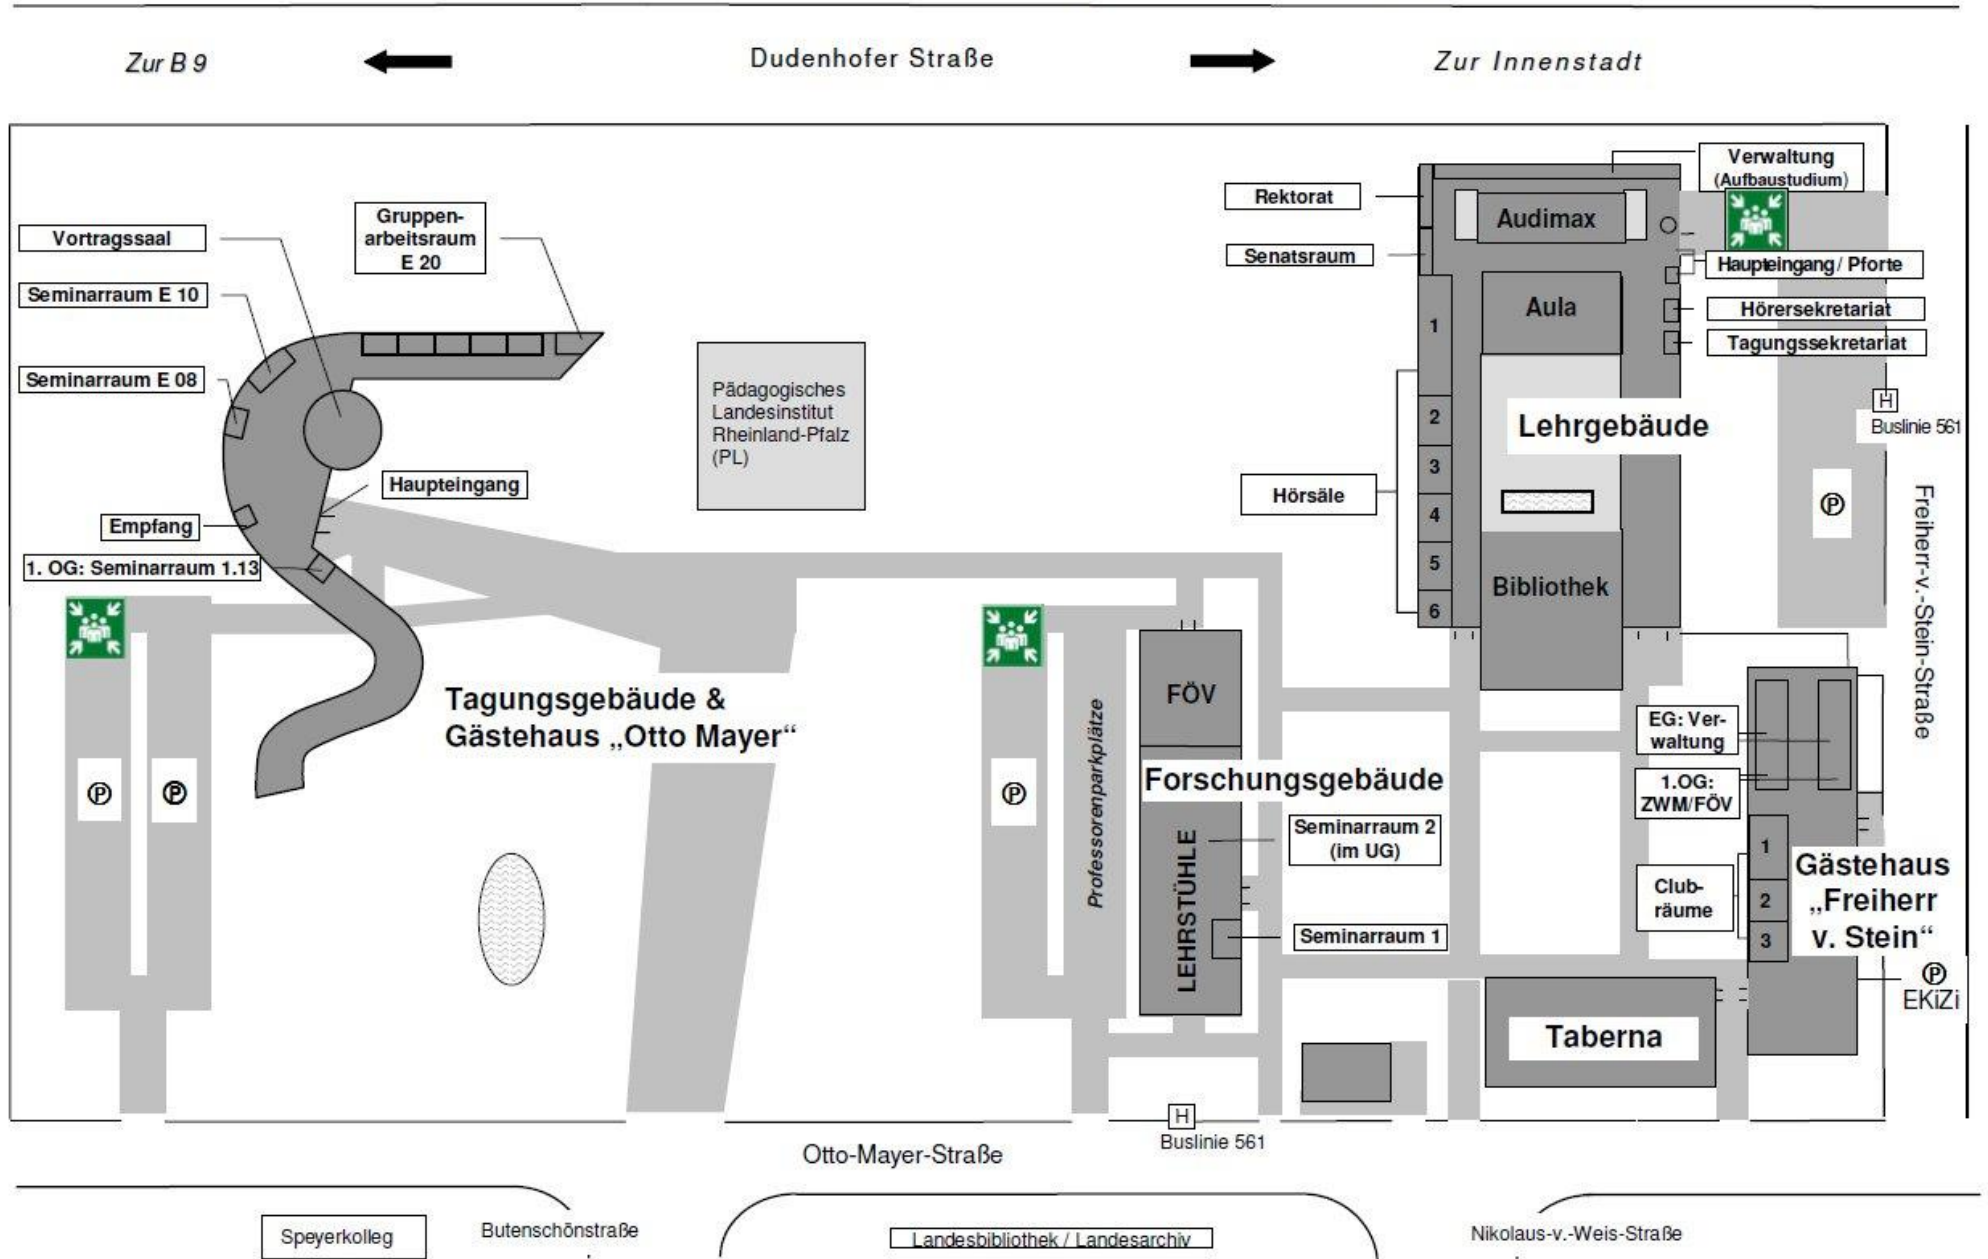 Zur B 9
Dudenhofer Straße
Zur Innenstadt
Verwaltung
(Aufbaustudium)
Rektorat
Audimax
Senatsraum
Haupteingang / Pforte
Aula
Hörersekretariat
Tagungssekretariat
1
2
3
4
5
6
Hörsäle
Lehrgebäude
Bibliothek
H
Buslinie 561
P
Freiherr-v.-Stein-Straße
Vortragssaal
Gruppen-
arbeitsraum
E 20
Seminarraum E 10
Seminarraum E 08
Haupteingang
Empfang
1. OG: Seminarraum 1.13
Pädagogisches
Landesinstitut
Rheinland-Pfalz
(PL)
Tagungsgebäude &
Gästehaus „Otto Mayer“
P
P
P
Professorenparkplätze
FÖV
Forschungsgebäude
LEHRSTÜHLE
Seminarraum 2
(im UG)
Seminarraum 1
EG: Ver-
waltung
1.OG:
ZWM/FÖV
Club-
räume
1
2
3
Gästehaus
„Freiherr
v. Stein“
P
EKiZi
Taberna
H
Buslinie 561
Otto-Mayer-Straße
Speyerkolleg
Butenschönstraße
Landesbibliothek / Landesarchiv
Nikolaus-v.-Weis-Straße